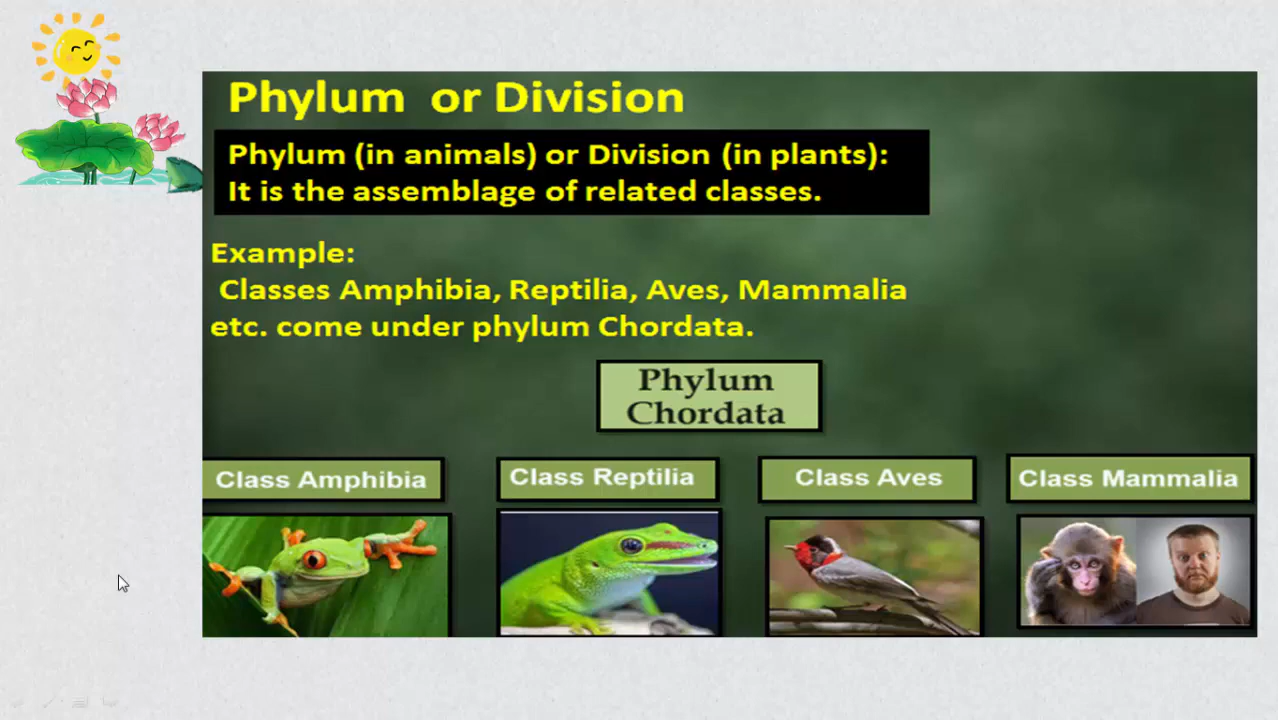 Phylum or Division
Phylum (in animals) or Division (in plants):
It is the assemblage of related classes.
Example:
Classes Amphibia, Reptilia, Aves, Mammalia
etc. come under phylum Chordata.
Phylum
Chordata
Class Amphibia
Class Reptilia
Class Aves
Class Mammalia